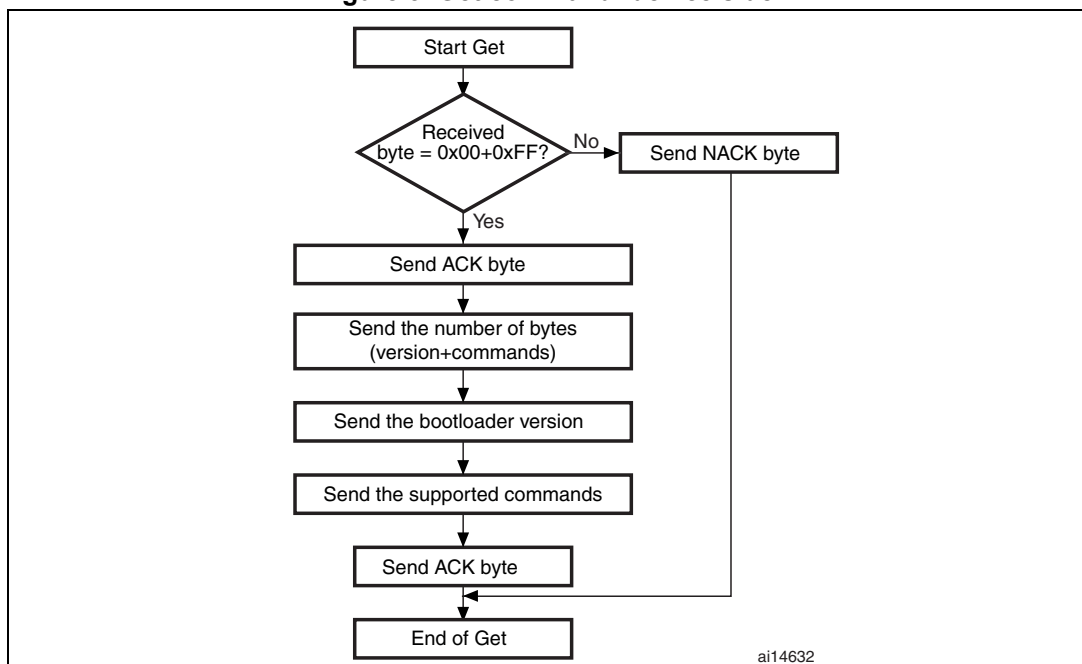 Start Get
Received
byte = 0x00+0xFF?
No
Send NACK byte
Yes
Send ACK byte
Send the number of bytes
(version+commands)
Send the bootloader version
Send the supported commands
Send ACK byte
End of Get
ai14632